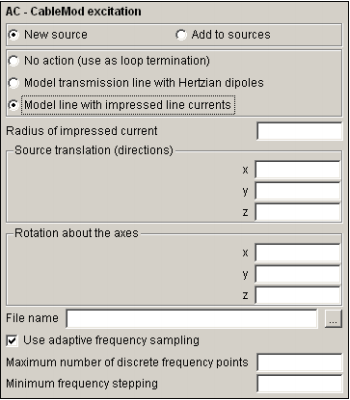 AC - CableMod excitation
New source Add to sources
No action (use as loop termination)
Model transmission line with Hertzian dipoles
Model line with impressed line currents
Radius of impressed current
Source translation (directions)
x
y
z
Rotation about the axes
x
y
z
File name ...
Use adaptive frequency sampling
Maximum number of discrete frequency points
Minimum frequency stepping